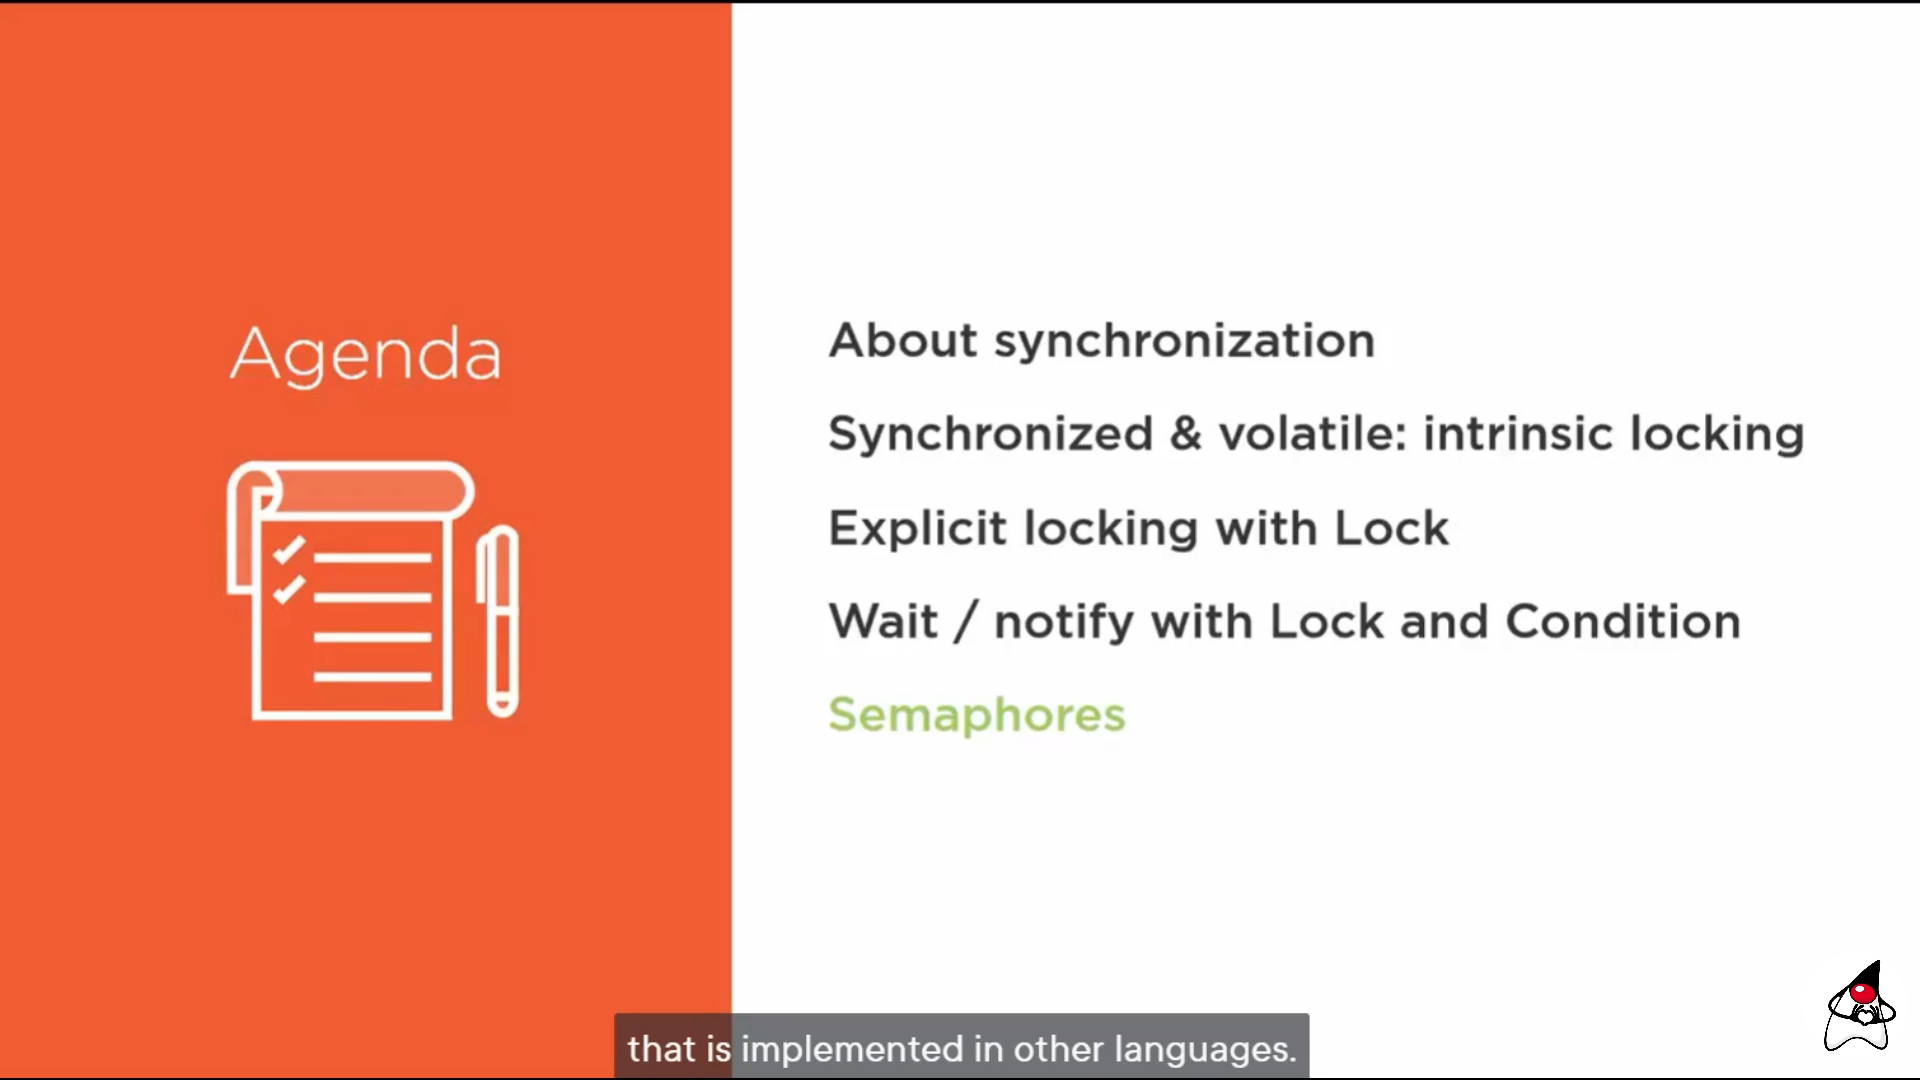 Agenda
About synchronization
Synchronized & volatile: intrinsic locking
Explicit locking with Lock
Wait / notify with Lock and Condition
Semaphores
that is implemented in other languages.